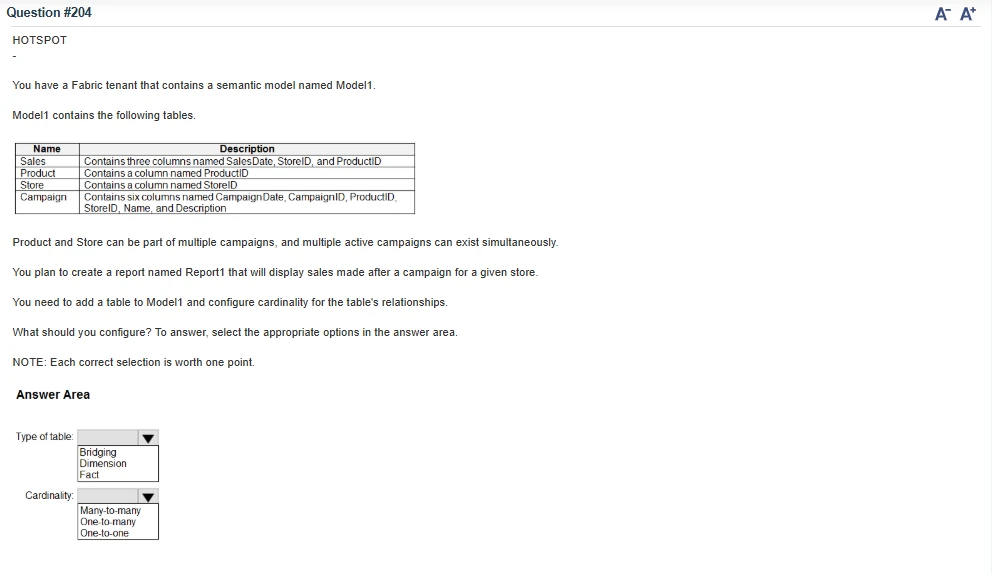 Question #204
A- A+
HOTSPOT
-
You have a Fabric tenant that contains a semantic model named Model1.
Model1 contains the following tables.
Name Description
Sales Contains three columns named SalesDate, StoreID, and ProductID
Product Contains a column named ProductID
Store Contains a column named StoreID
Campaign Contains six columns named CampaignDate, CampaignID, ProductID,
StoreID, Name, and Description
Product and Store can be part of multiple campaigns, and multiple active campaigns can exist simultaneously.
You plan to create a report named Report1 that will display sales made after a campaign for a given store.
You need to add a table to Model1 and configure cardinality for the table's relationships.
What should you configure? To answer, select the appropriate options in the answer area.
NOTE: Each correct selection is worth one point.
Answer Area
Type of table:
Bridging
Dimension
Fact
Cardinality:
Many-to-many
One-to-many
One-to-one